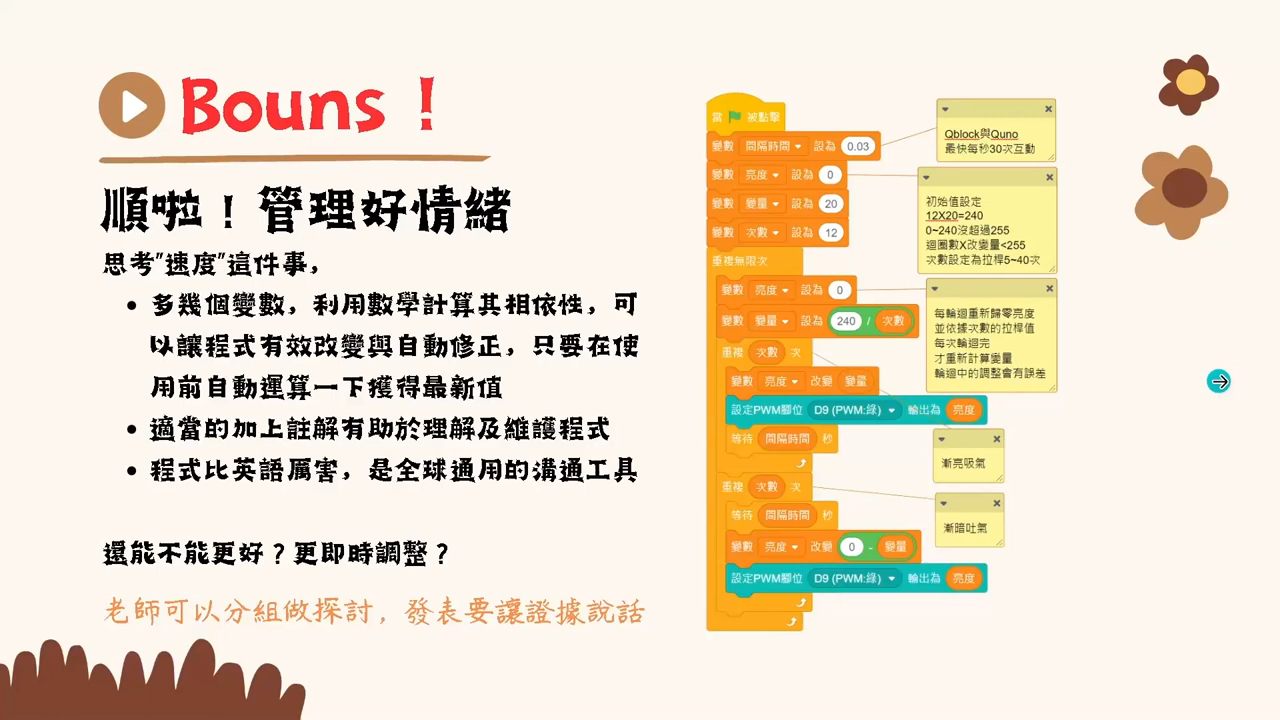 Bouns！
順啦！管理好情緒
思考"速度"這件事，
多幾個變數，利用數學計算其相依性，可
以讓程式有效改變與自動修正，只要在使
用前自動運算一下獲得最新值
適當的加上註解有助於理解及維護程式
程式比英語厲害，是全球通用的溝通工具
還能不能更好？更即時調整？
老師可以分組做探討，發表要讓證據說話
當 被點擊
變數 間隔時間 設為 0.03
變數 亮度 設為 0
變數 變量 設為 20
變數 次數 設為 12
重複無限次
變數 亮度 設為 0
變數 變量 設為 240 / 次數
重複 次數 次
變數 亮度 改變 變量
設定PWM腳位 D9 (PWM:綠) 輸出為 亮度
等待 間隔時間 秒
重複 次數 次
等待 間隔時間 秒
變數 亮度 改變 0 - 變量
設定PWM腳位 D9 (PWM:綠) 輸出為 亮度
Qblock與Quno
最快每秒30次互動
初始值設定
12X20=240
0~240沒超過255
迴圈數X改變量<255
次數設定為拉桿5~40次
每輪迴重新歸零亮度
並依據次數的拉桿值
每次輪迴完
才重新計算變量
輪迴中的調整會有誤差
漸亮吸氣
漸暗吐氣